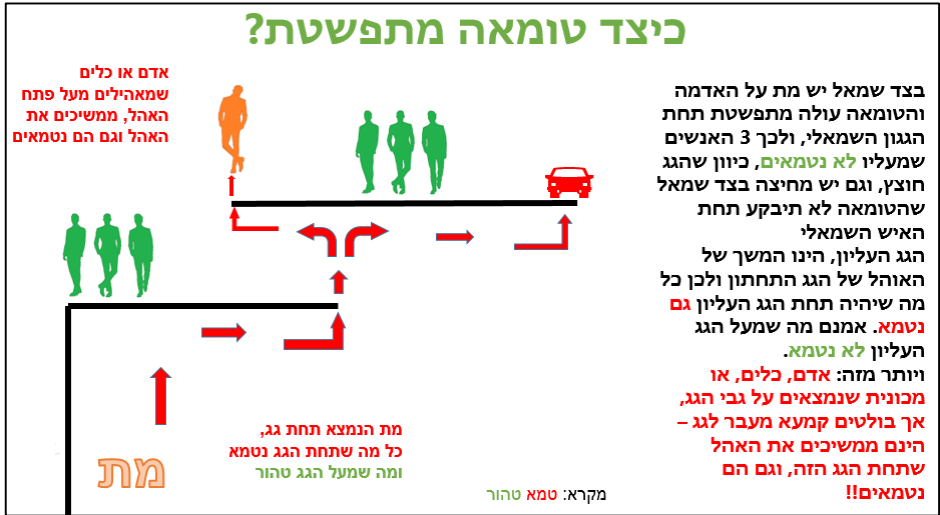 כיצד טומאה מתפשטת?
אדם או כלים
שמאהילים מעל פתח
האהל, ממשיכים את
האהל וגם הם נטמאים
בצד שמאל יש מת על האדמה
והטומאה עולה מתפשטת תחת
הגגון השמאלי, ולכך 3 האנשים
שמעליו לא נטמאים, כיוון שהגג
חוצץ, וגם יש מחיצה בצד שמאל
שהטומאה לא תיבקע תחת
האיש השמאלי
הגג העליון, הינו המשך של
האוהל של הגג התחתון ולכן כל
מה שיהיה תחת הגג העליון גם
נטמא. אמנם מה שמעל הגג
העליון לא נטמא.
ויותר מזה: אדם, כלים, או
מכונית שנמצאים על גבי הגג,
אך בולטים קמעא מעבר לגג –
הינם ממשיכים את האהל
שתחת הגג הזה, וגם הם
נטמאים!!
מת הנמצא תחת גג,
כל מה שתחת הגג נטמא
ומה שמעל הגג טהור
מת
מקרא: טמא טהור